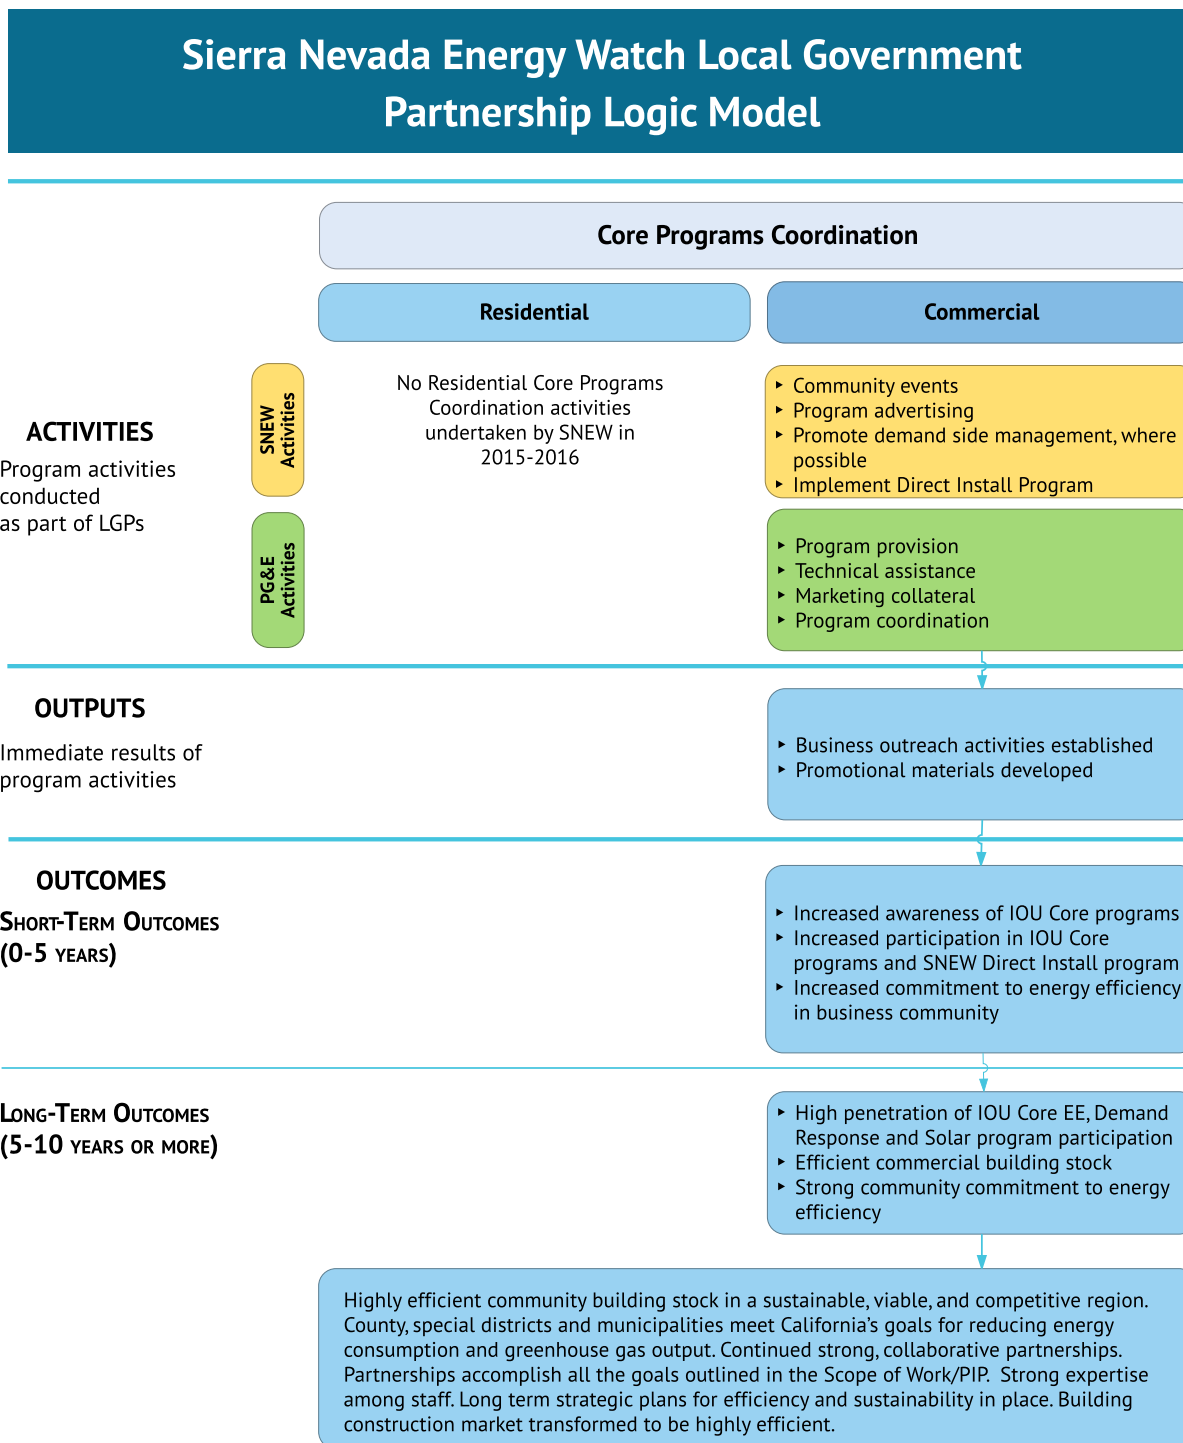 Sierra Nevada Energy Watch Local Government
Partnership Logic Model
Core Programs Coordination
Residential
Commercial
ACTIVITIES
Program activities
conducted
as part of LGPs
SNEW
Activities
No Residential Core Programs
Coordination activities
undertaken by SNEW in
2015-2016
‣ Community events
‣ Program advertising
‣ Promote demand side management, where
possible
‣ Implement Direct Install Program
PG&E
Activities
‣ Program provision
‣ Technical assistance
‣ Marketing collateral
‣ Program coordination
OUTPUTS
Immediate results of
program activities
‣ Business outreach activities established
‣ Promotional materials developed
OUTCOMES
Short-Term Outcomes
(0-5 years)
‣ Increased awareness of IOU Core programs
‣ Increased participation in IOU Core
programs and SNEW Direct Install program
‣ Increased commitment to energy efficiency
in business community
Long-Term Outcomes
(5-10 years or more)
‣ High penetration of IOU Core EE, Demand
Response and Solar program participation
‣ Efficient commercial building stock
‣ Strong community commitment to energy
efficiency
Highly efficient community building stock in a sustainable, viable, and competitive region.
County, special districts and municipalities meet California's goals for reducing energy
consumption and greenhouse gas output. Continued strong, collaborative partnerships.
Partnerships accomplish all the goals outlined in the Scope of Work/PIP.  Strong expertise
among staff. Long term strategic plans for efficiency and sustainability in place. Building
construction market transformed to be highly efficient.